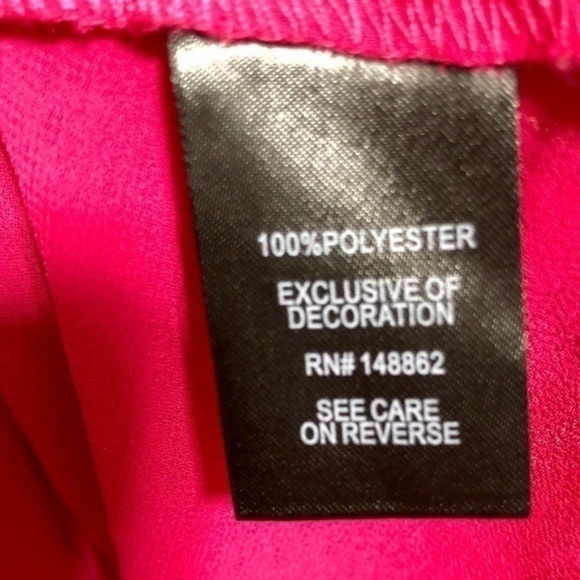 100%POLYESTER
EXCLUSIVE OF
DECORATION
RN# 148862
SEE CARE
ON REVERSE